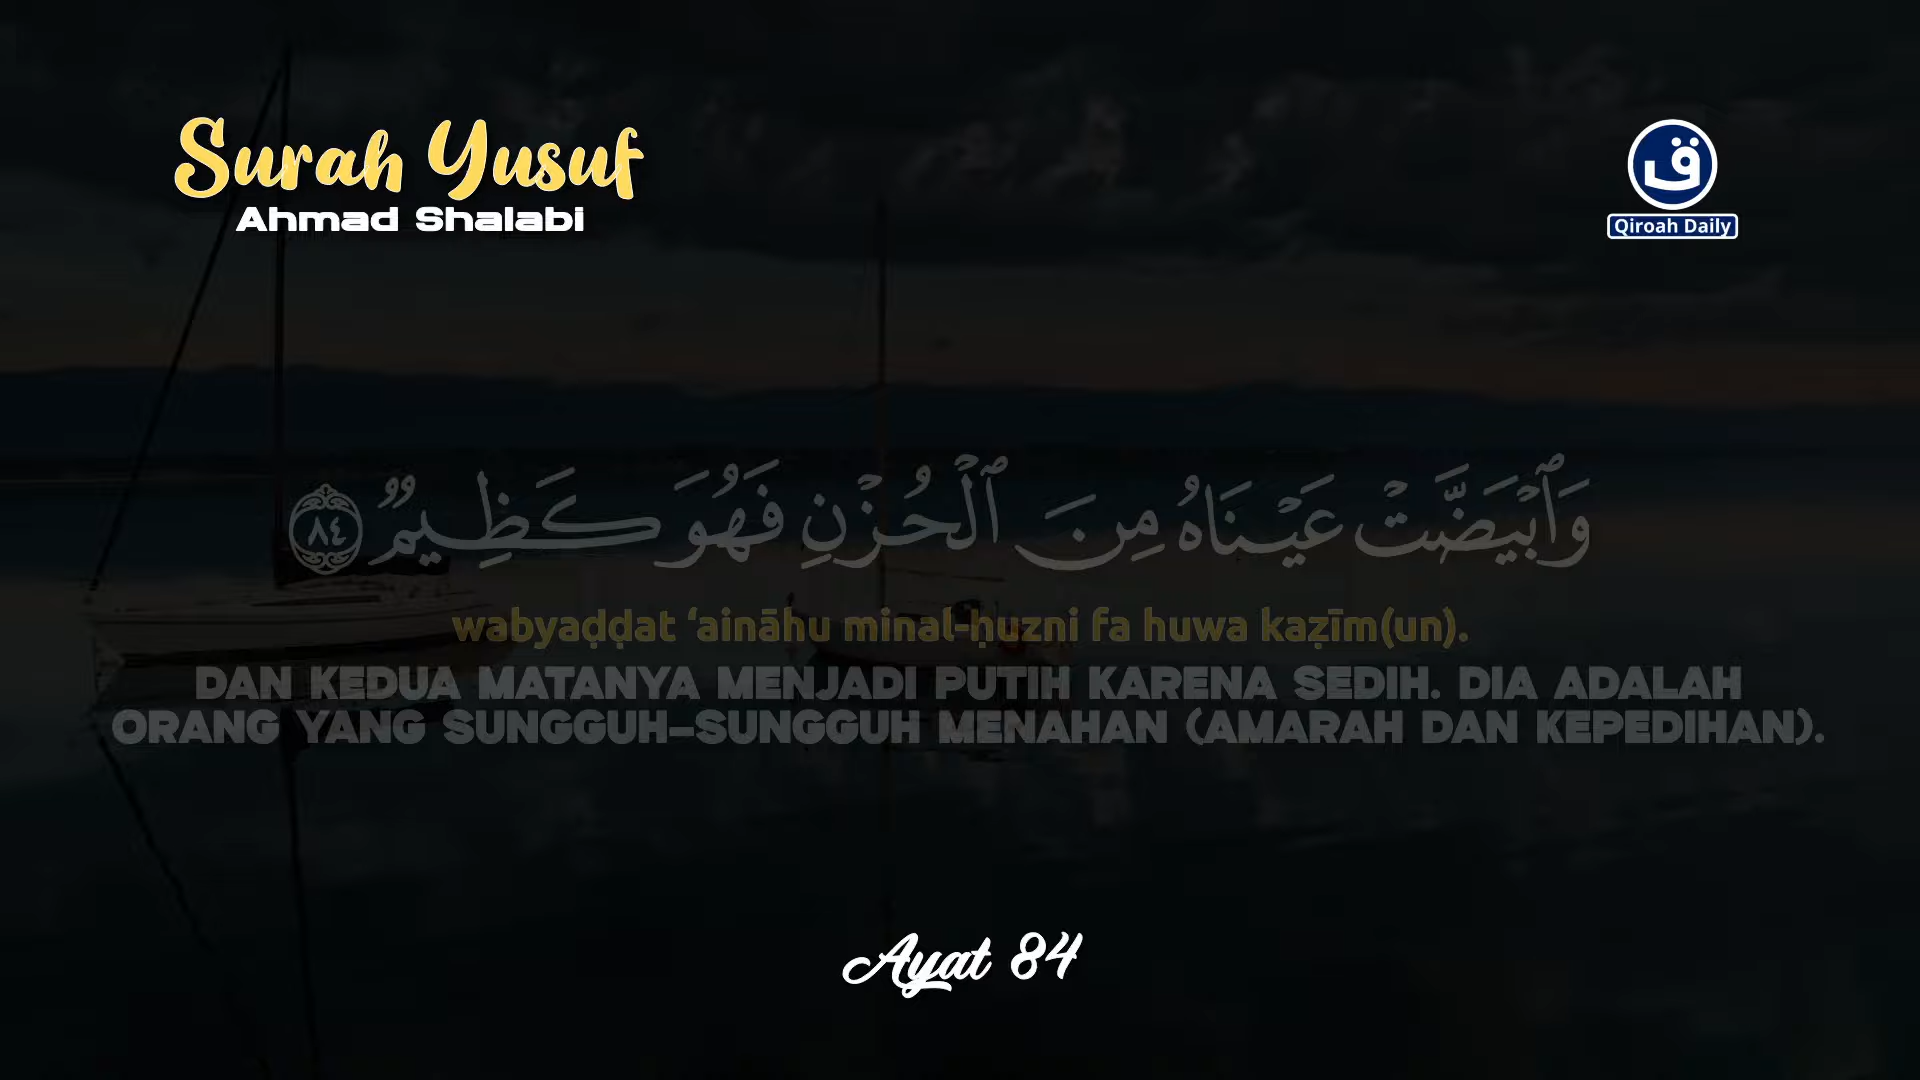 Surah Yusuf
Ahmad Shalabi
ق
Qiroah Daily
وَٱبْيَضَّتْ عَيْنَاهُ مِنَ ٱلْحُزْنِ فَهُوَ كَظِيمٌ ٨٤
wabyaḍḍat ‘aināhu minal-ḥuzni fa huwa kaẓīm(un).
DAN KEDUA MATANYA MENJADI PUTIH KARENA SEDIH. DIA ADALAH
ORANG YANG SUNGGUH-SUNGGUH MENAHAN (AMARAH DAN KEPEDIHAN).
Ayat 84